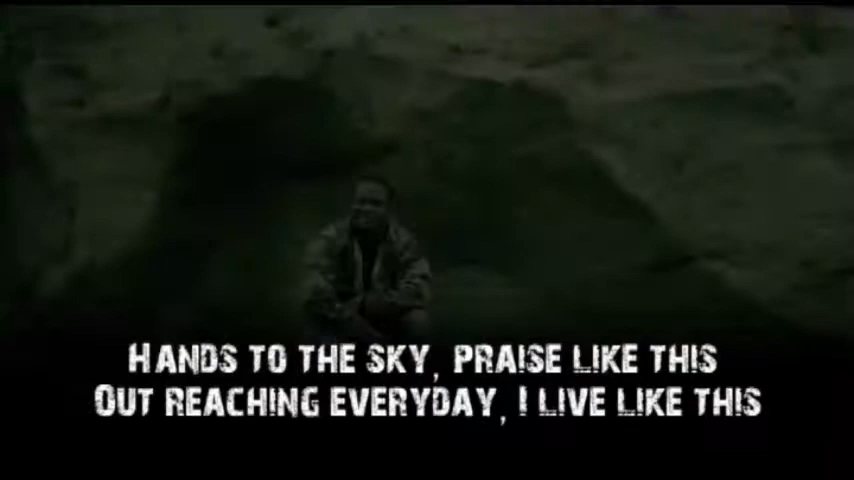 HANDS TO THE SKY, PRAISE LIKE THIS
OUT REACHING EVERYDAY, I LIVE LIKE THIS